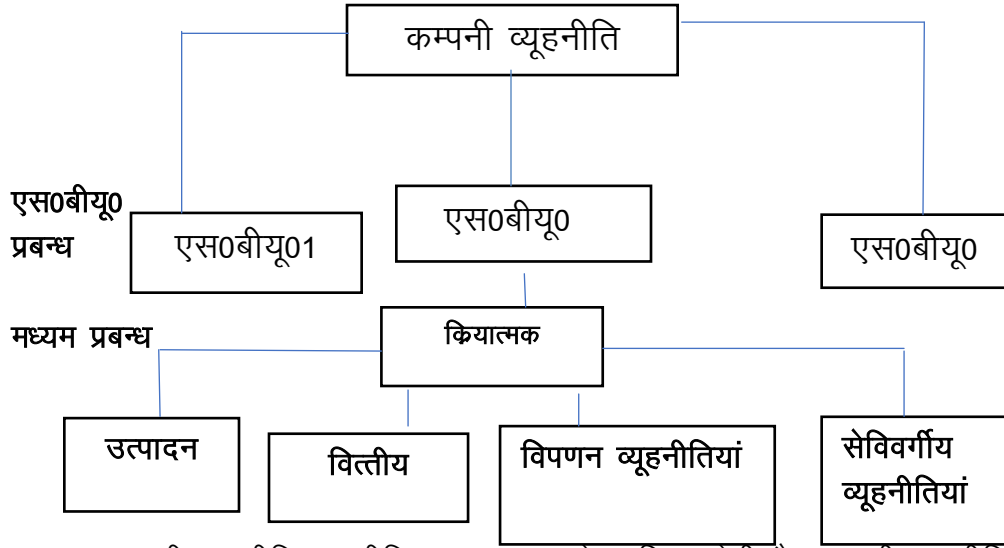 कम्पनी व्यूहनीति
एस0बीयू0
प्रबन्ध
एस0बीयू01
एस0बीयू0
एस0बीयू0
मध्यम प्रबन्ध
क्रियात्मक
उत्पादन
वित्तीय
विपणन व्यूहनीतियां
सेविवर्गीय
व्यूहनीतियां